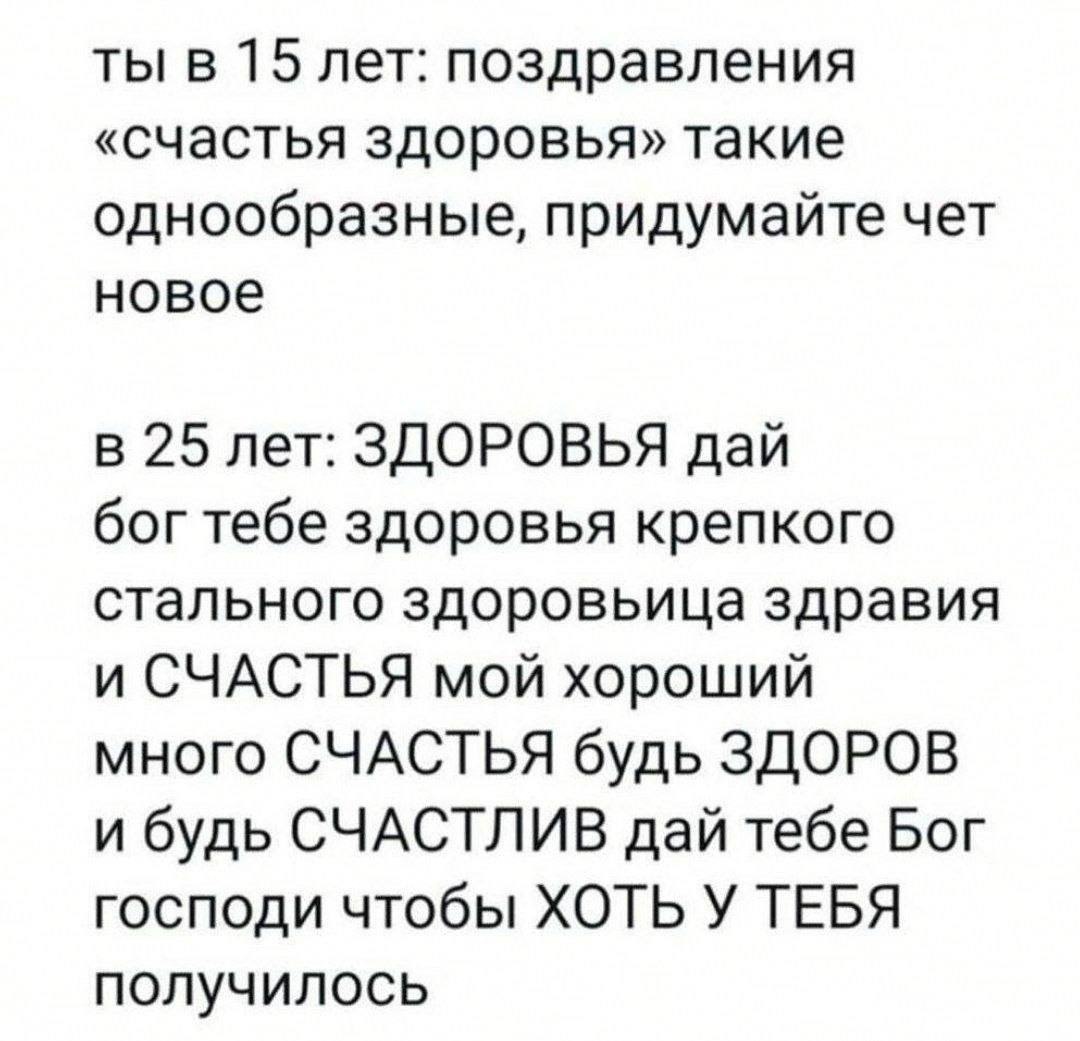 ты в 15 лет: поздравления
«счастья здоровья» такие
однообразные, придумайте чет
новое
в 25 лет: ЗДОРОВЬЯ дай
бог тебе здоровья крепкого
стального здоровьица здравия
и СЧАСТЬЯ мой хороший
много СЧАСТЬЯ будь ЗДОРОВ
и будь СЧАСТЛИВ дай тебе Бог
господи чтобы ХОТЬ У ТЕБЯ
получилось